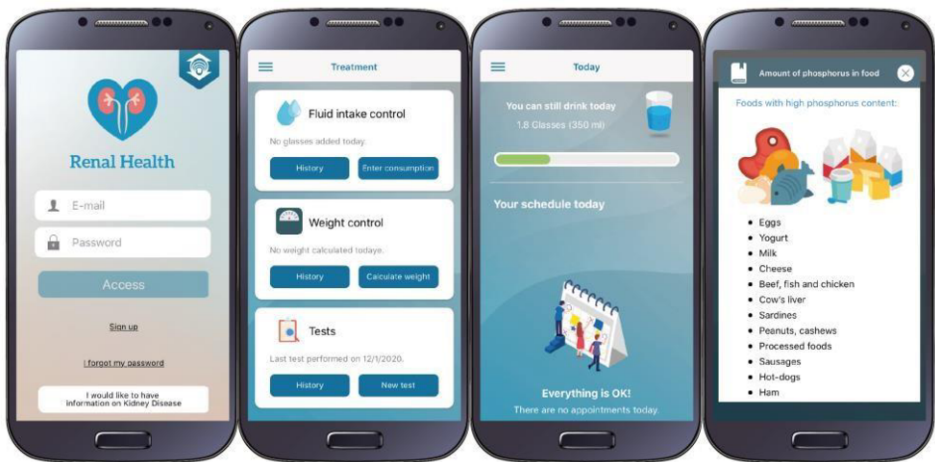 Renal Health
E-mail
Password
Access
Sign up
I forgot my password
I would like to have
information on Kidney Disease
Treatment
Fluid intake control
No glasses added today.
History
Enter consumption
Weight control
No weight calculated todaye.
History
Calculate weight
Tests
Last test performed on 12/1/2020.
History
New test
Today
You can still drink today
1.8 Glasses (350 ml)
Your schedule today
Everything is OK!
There are no appointments today.
Amount of phosphorus in food
Foods with high phosphorus content:
• Eggs
• Yogurt
• Milk
• Cheese
• Beef, fish and chicken
• Cow's liver
• Sardines
• Peanuts, cashews
• Processed foods
• Sausages
• Hot-dogs
• Ham